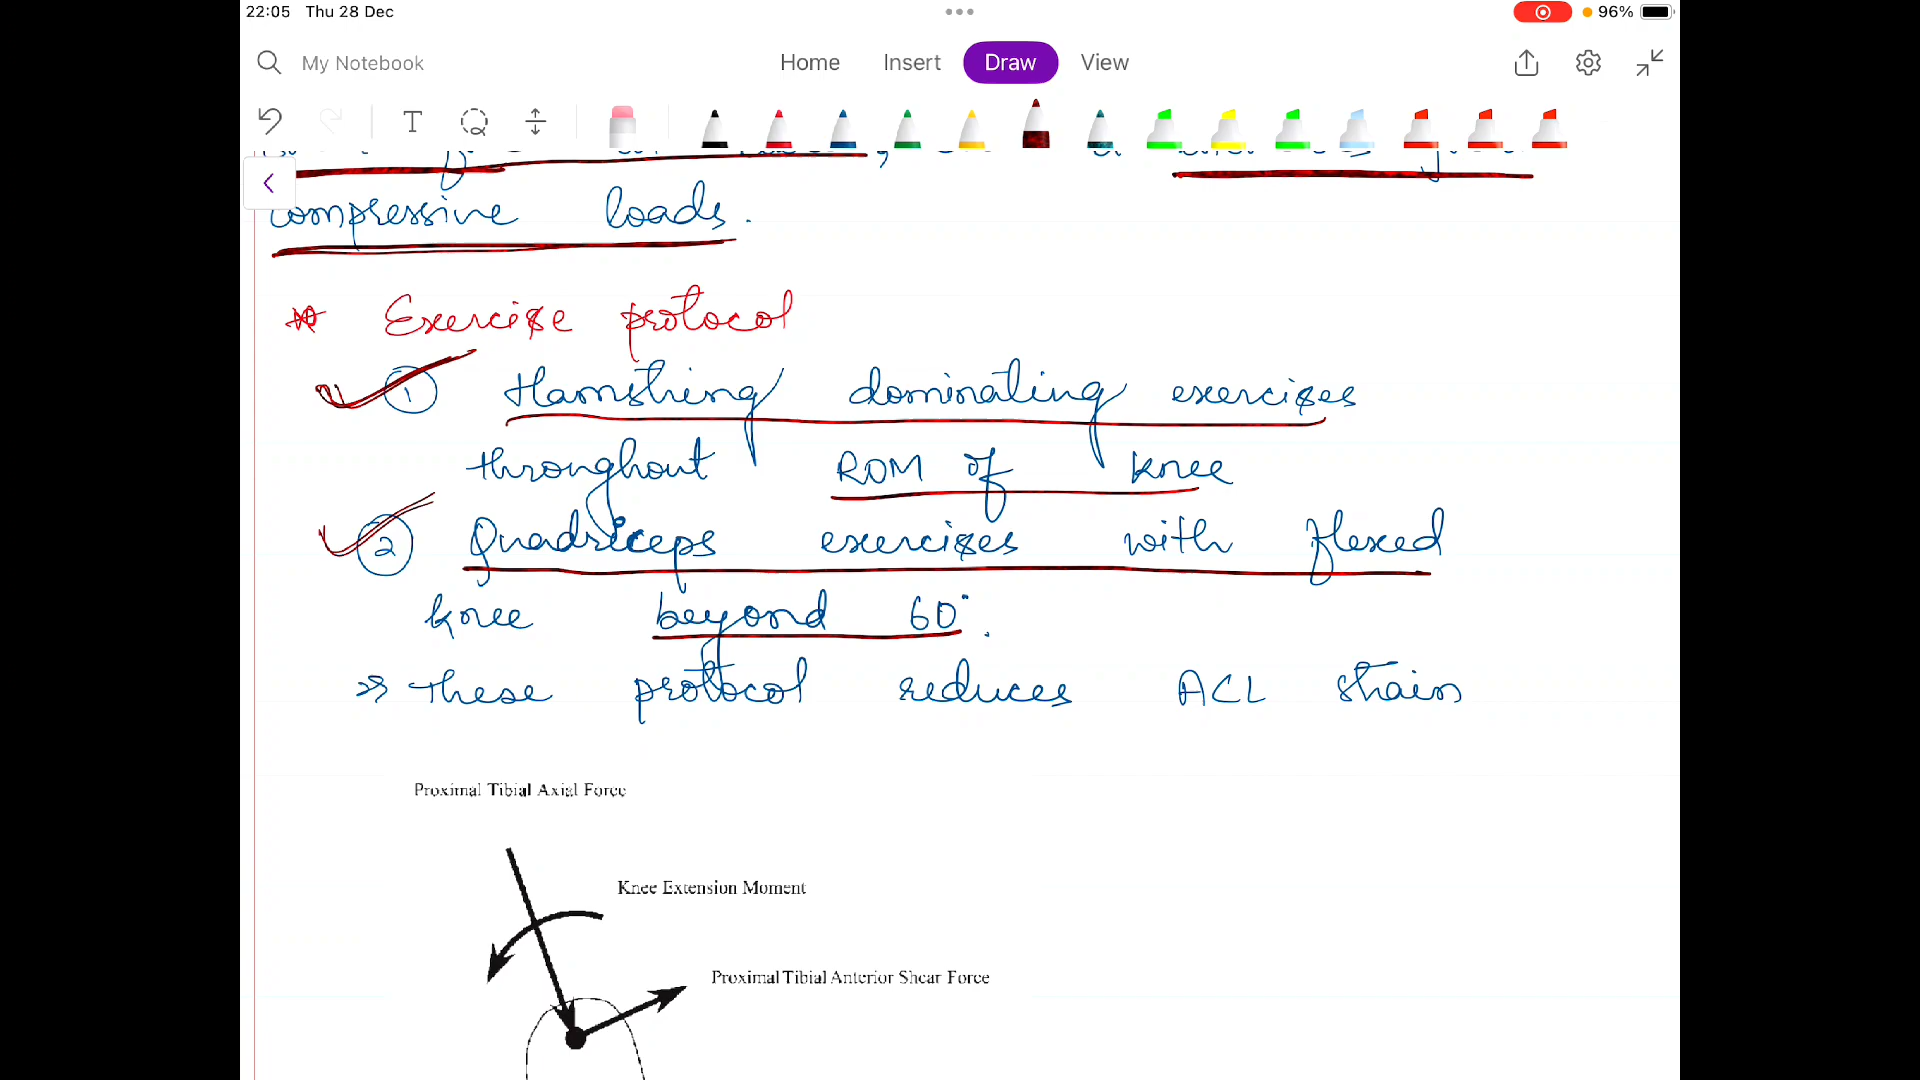 22:05 Thu 28 Dec
96%
My Notebook
Home Insert Draw View
T
compressive loads.
Exercise protocol
1 Hamstring dominating exercises
throughout ROM of knee
2 Quadriceps exercises with flexed
knee beyond 60°.
These protocol reduces ACL strain
Proximal Tibial Axial Force
Knee Extension Moment
Proximal Tibial Anterior Shear Force